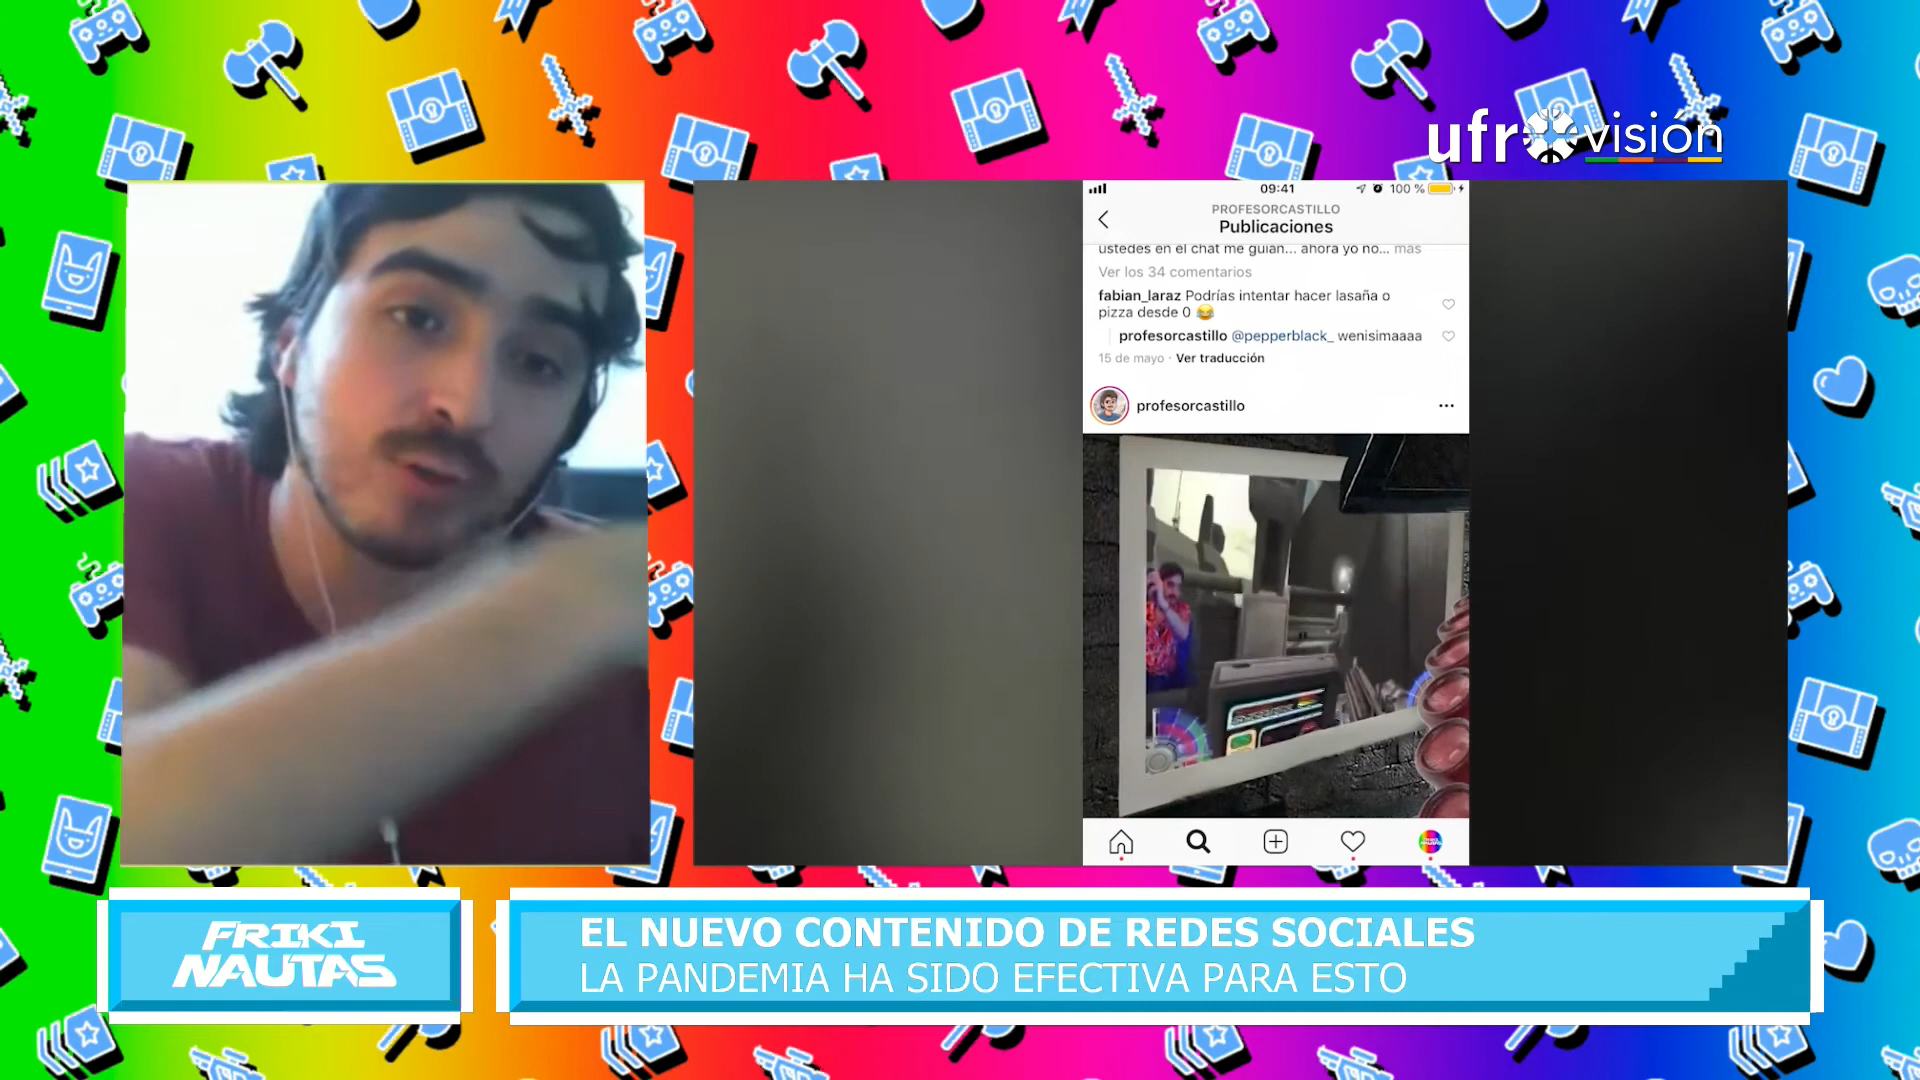 ufrovisión
09:41
100 %
PROFESORCASTILLO
Publicaciones
ustedes en el chat me guían... ahora yo no... más
Ver los 34 comentarios
fabian_laraz Podrías intentar hacer lasaña o
pizza desde 0 😂
profesorcastillo @pepperblack_ wenisimaaaa
15 de mayo · Ver traducción
profesorcastillo
FRIKI
NAUTAS
EL NUEVO CONTENIDO DE REDES SOCIALES
LA PANDEMIA HA SIDO EFECTIVA PARA ESTO